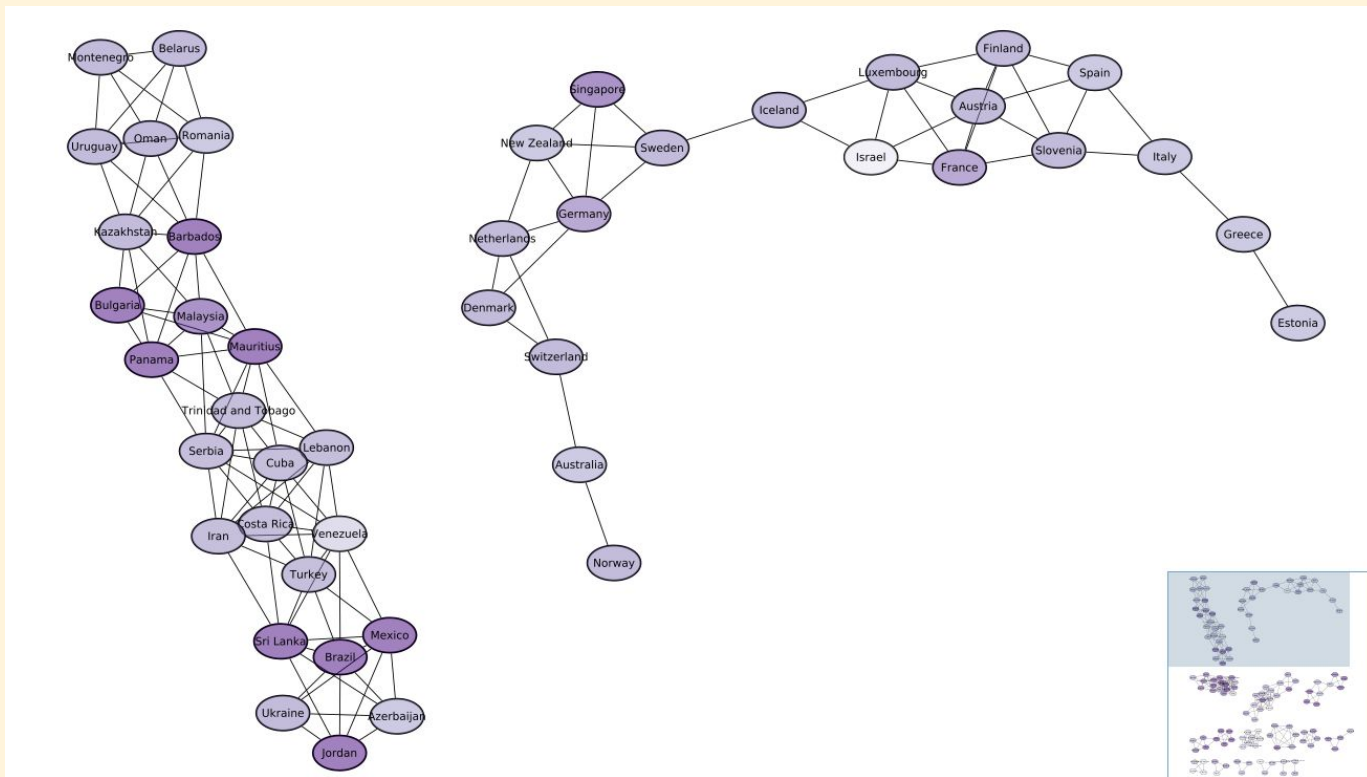 Belarus
Montenegro
Oman
Romania
Uruguay
Kazakhstan
Barbados
Bulgaria
Malaysia
Mauritius
Panama
Trinidad and Tobago
Lebanon
Serbia
Cuba
Costa Rica
Iran
Venezuela
Turkey
Mexico
Sri Lanka
Brazil
Ukraine
Azerbaijan
Jordan
Singapore
New Zealand
Sweden
Germany
Netherlands
Denmark
Switzerland
Australia
Norway
Iceland
Luxembourg
Finland
Spain
Austria
Israel
France
Slovenia
Italy
Greece
Estonia